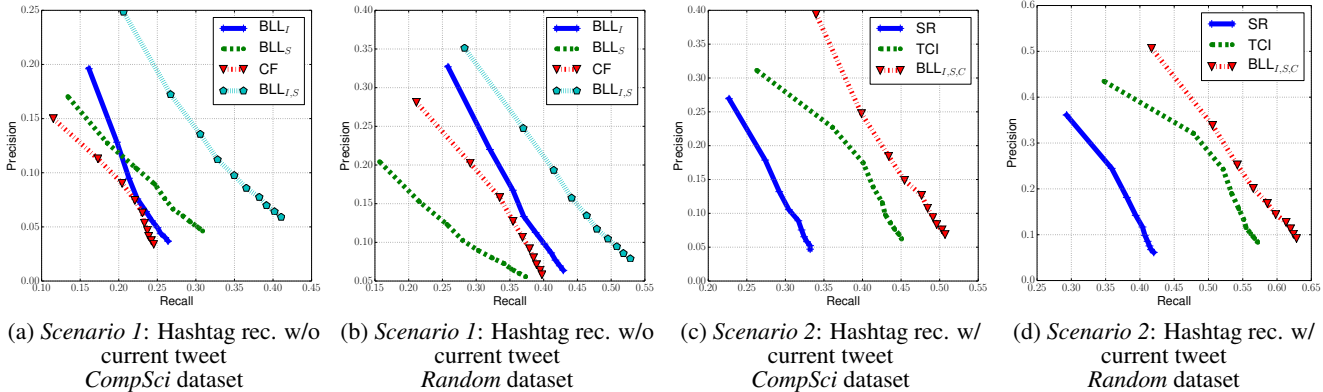 0.25
0.20
0.15
0.10
0.05
0.00
Precision
0.10 0.15 0.20 0.25 0.30 0.35 0.40 0.45
Recall
BLL_I
BLL_S
CF
BLL_{I,S}
0.40
0.35
0.30
0.25
0.20
0.15
0.10
0.05
Precision
0.15 0.20 0.25 0.30 0.35 0.40 0.45 0.50 0.55
Recall
BLL_I
BLL_S
CF
BLL_{I,S}
0.40
0.35
0.30
0.25
0.20
0.15
0.10
0.05
0.00
Precision
0.20 0.25 0.30 0.35 0.40 0.45 0.50 0.55
Recall
SR
TCI
BLL_{I,S,C}
0.6
0.5
0.4
0.3
0.2
0.1
0.0
Precision
0.25 0.30 0.35 0.40 0.45 0.50 0.55 0.60 0.65
Recall
SR
TCI
BLL_{I,S,C}
(a) Scenario 1: Hashtag rec. w/o
current tweet
CompSci dataset
(b) Scenario 1: Hashtag rec. w/o
current tweet
Random dataset
(c) Scenario 2: Hashtag rec. w/
current tweet
CompSci dataset
(d) Scenario 2: Hashtag rec. w/
current tweet
Random dataset